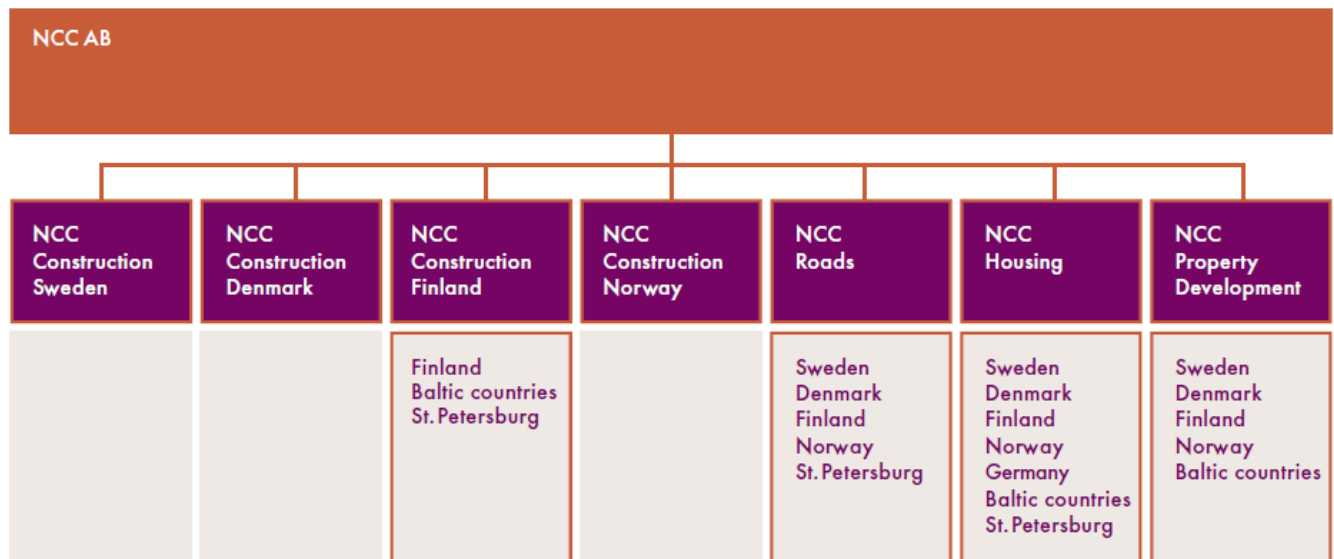 NCC AB
NCC
Construction
Sweden
NCC
Construction
Denmark
NCC
Construction
Finland
NCC
Construction
Norway
NCC
Roads
NCC
Housing
NCC
Property
Development
Finland
Baltic countries
St. Petersburg
Sweden
Denmark
Finland
Norway
St. Petersburg
Sweden
Denmark
Finland
Norway
Germany
Baltic countries
St. Petersburg
Sweden
Denmark
Finland
Norway
Baltic countries